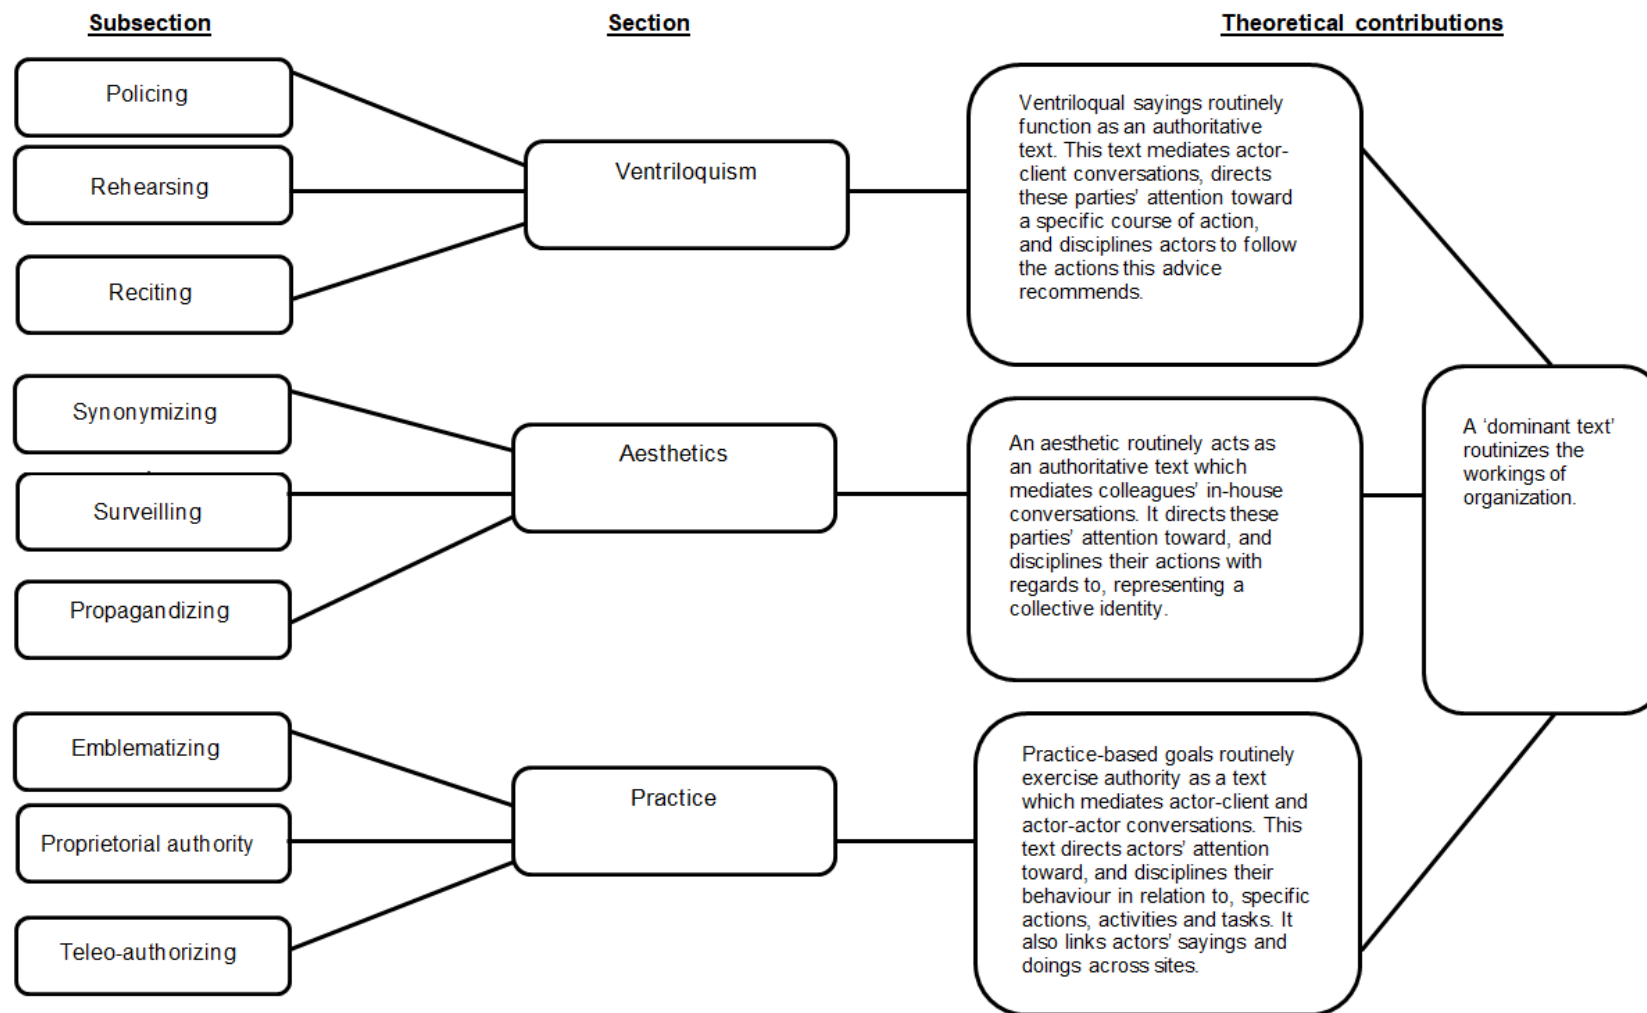 Subsection
Section
Theoretical contributions
Policing
Rehearsing
Reciting
Ventriloquism
Ventriloqual sayings routinely
function as an authoritative
text. This text mediates actor-
client conversations, directs
these parties' attention toward
a specific course of action,
and disciplines actors to follow
the actions this advice
recommends.
Synonymizing
Surveilling
Propagandizing
Aesthetics
An aesthetic routinely acts as
an authoritative text which
mediates colleagues' in-house
conversations. It directs these
parties' attention toward, and
disciplines their actions with
regards to, representing a
collective identity.
A 'dominant text'
routinizes the
workings of
organization.
Emblematizing
Proprietorial authority
Teleo-authorizing
Practice
Practice-based goals routinely
exercise authority as a text
which mediates actor-client and
actor-actor conversations. This
text directs actors' attention
toward, and disciplines their
behaviour in relation to, specific
actions, activities and tasks. It
also links actors' sayings and
doings across sites.